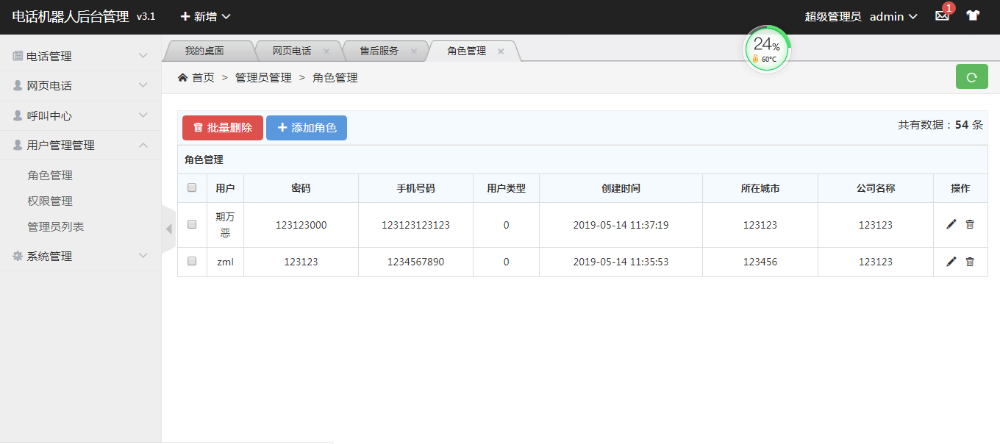 电话机器人后台管理 v3.1 新增 超级管理员 admin 1
24%
60°C
我的桌面 网页电话 售后服务 角色管理
首页 > 管理员管理 > 角色管理
电话管理
网页电话
呼叫中心
用户管理管理
角色管理
权限管理
管理员列表
系统管理
批量删除 添加角色 共有数据：54 条
角色管理
用户 密码 手机号码 用户类型 创建时间 所在城市 公司名称 操作
期万
恶 123123000 123123123123 0 2019-05-14 11:37:19 123123 123123
zml 123123 1234567890 0 2019-05-14 11:35:53 123456 123123